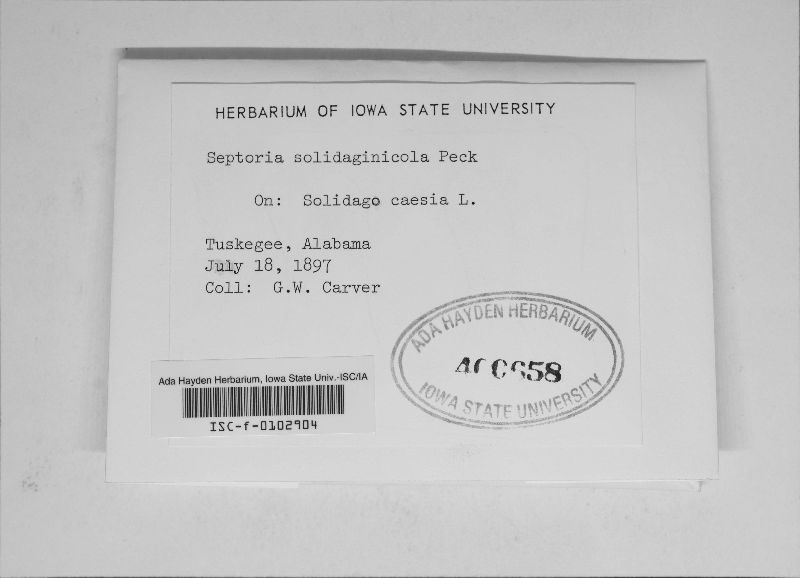 HERBARIUM OF IOWA STATE UNIVERSITY
Septoria solidaginicola Peck
On: Solidago caesia L.
Tuskegee, Alabama
July 18, 1897
Coll: G.W. Carver
ADA HAYDEN HERBARIUM
IOWA STATE UNIVERSITY
Ada Hayden Herbarium, Iowa State Univ.-ISC/IA
ISC-f-0102904